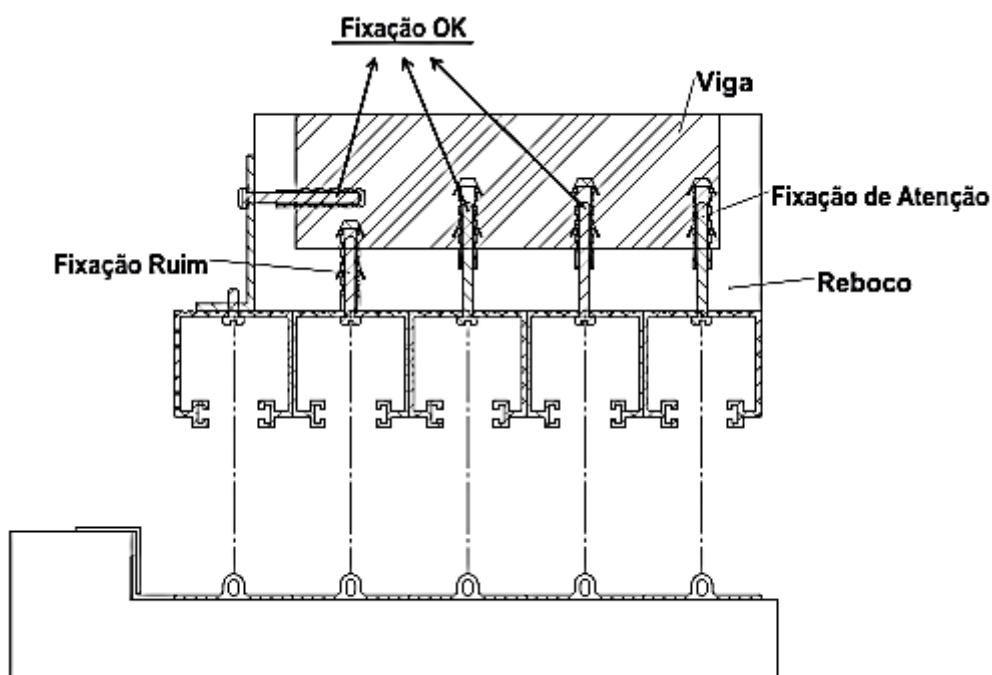 Fixação OK
Viga
Fixação de Atenção
Fixação Ruim
Reboco